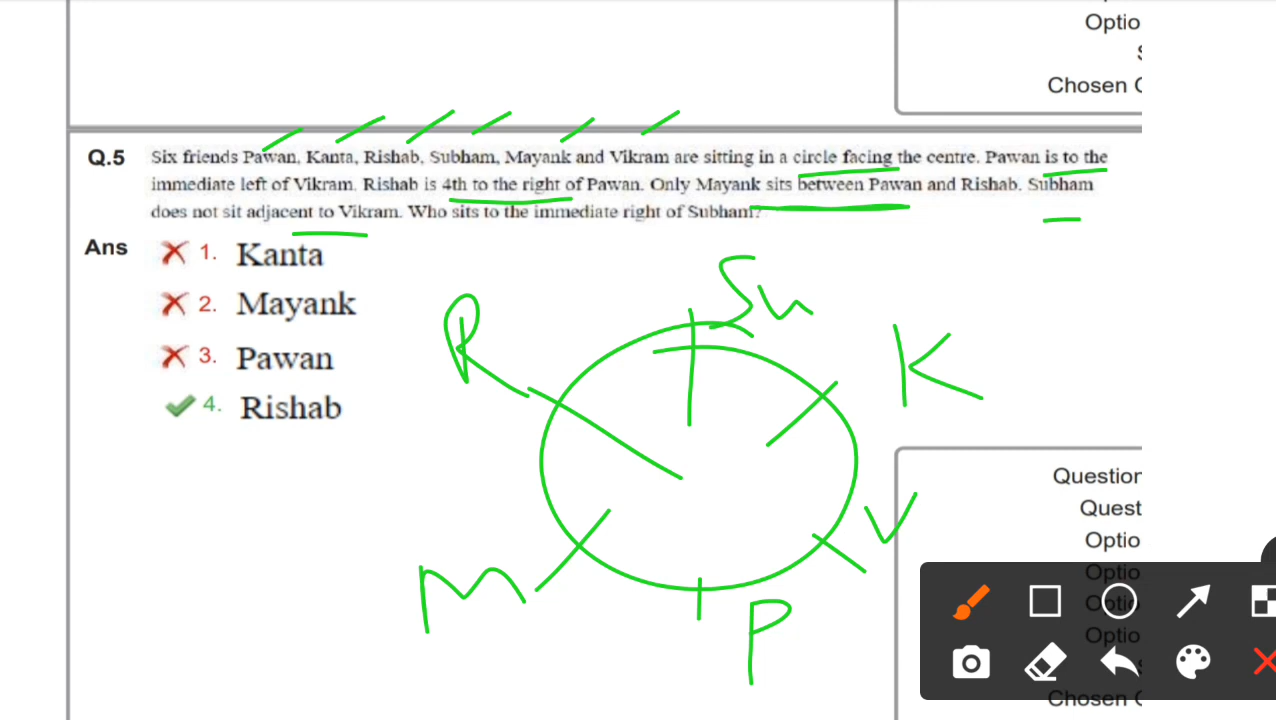 Optio
Chosen
Q.5 Six friends Pawan, Kanta, Rishab, Subham, Mayank and Vikram are sitting in a circle facing the centre. Pawan is to the
immediate left of Vikram. Rishab is 4th to the right of Pawan. Only Mayank sits between Pawan and Rishab. Subham
does not sit adjacent to Vikram. Who sits to the immediate right of Subham?
Ans 1. Kanta
2. Mayank
3. Pawan
4. Rishab
Su
R
K
V
M
P
Question
Quest
Optio
Optio
Optio
Optio
Chosen